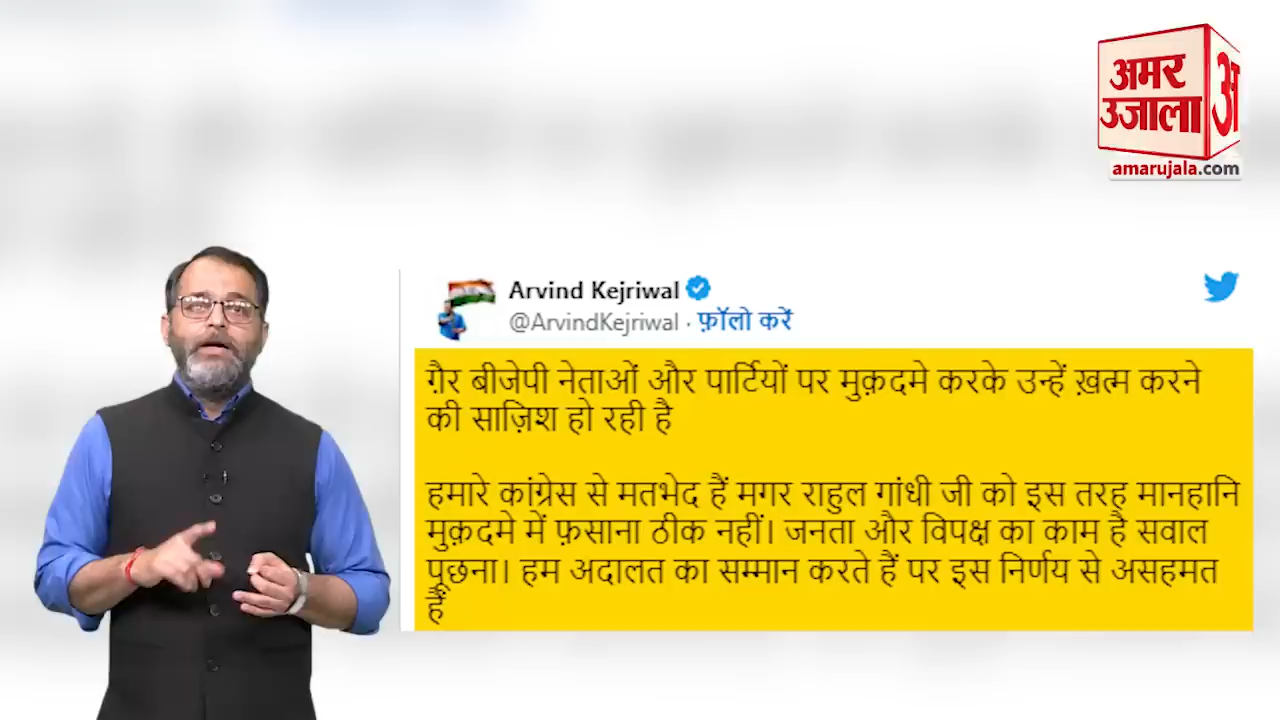 अमर
उजाला
अ
amarujala.com
Arvind Kejriwal
@ArvindKejriwal · फ़ॉलो करें
ग़ैर बीजेपी नेताओं और पार्टियों पर मुक़दमे करके उन्हें ख़त्म करने
की साज़िश हो रही है
हमारे कांग्रेस से मतभेद हैं मगर राहुल गांधी जी को इस तरह मानहानि
मुक़दमे में फ़साना ठीक नहीं। जनता और विपक्ष का काम है सवाल
पूछना। हम अदालत का सम्मान करते हैं पर इस निर्णय से असहमत
हैं